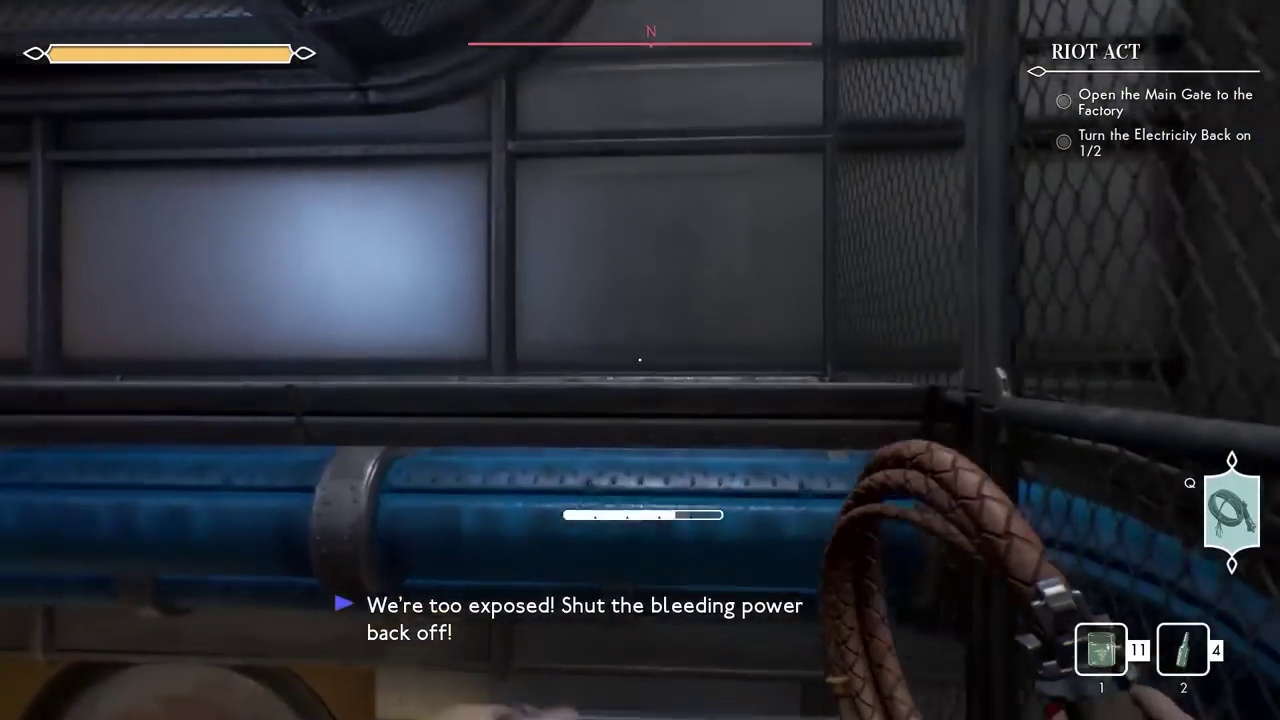 N
RIOT ACT
Open the Main Gate to the
Factory
Turn the Electricity Back on
1/2
Q
We're too exposed! Shut the bleeding power
back off!
11
4
1
2